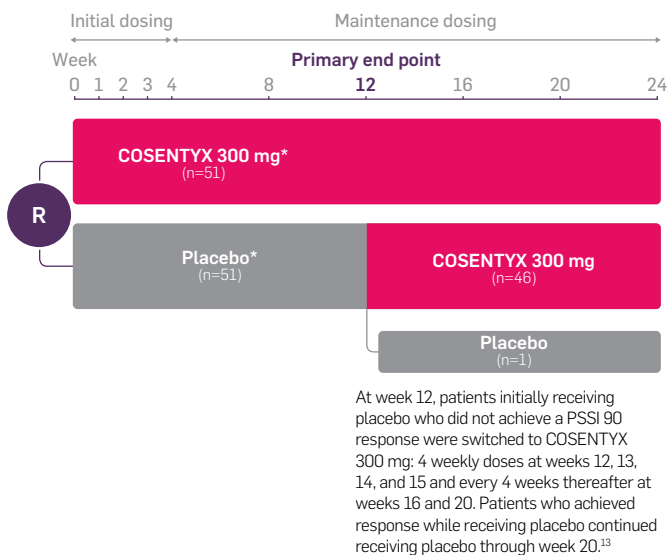 Initial dosing Maintenance dosing
Week Primary end point
0 1 2 3 4 8 12 16 20 24
COSENTYX 300 mg*
(n=51)
R
Placebo*
(n=51)
COSENTYX 300 mg
(n=46)
Placebo
(n=1)
At week 12, patients initially receiving
placebo who did not achieve a PSSI 90
response were switched to COSENTYX
300 mg: 4 weekly doses at weeks 12, 13,
14, and 15 and every 4 weeks thereafter at
weeks 16 and 20. Patients who achieved
response while receiving placebo continued
receiving placebo through week 20.¹³